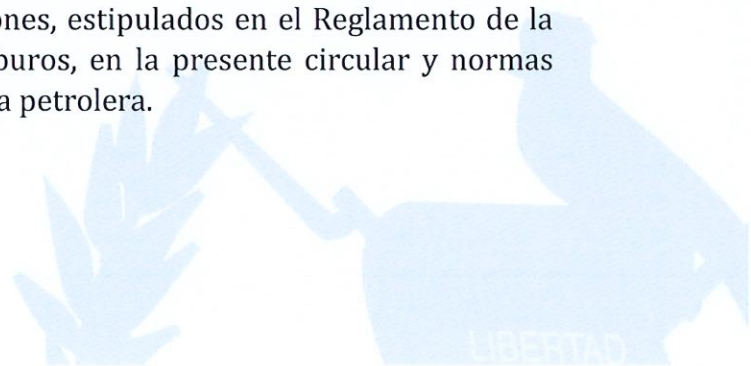 ones, estipulados en el Reglamento de la
buros, en la presente circular y normas
a petrolera.
LIBERTAD